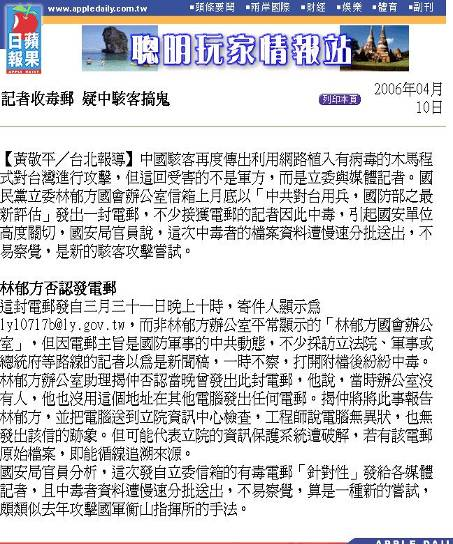 蘋果日報
APPLE DAILY
www.appledaily.com.tw
頭條要聞 兩岸國際 財經 娛樂 體育 副刊
聰明玩家情報站
記者收毒郵 疑中駭客搞鬼
列印本頁
2006年04月
10日
【黃敬平／台北報導】中國駭客再度傳出利用網路植入有病毒的木馬程
式對台灣進行攻擊，但這回受害的不是軍方，而是立委與媒體記者。國
民黨立委林郁方國會辦公室信箱上月底以「中共對台用兵，國防部之最
新評估」發出一封電郵，不少接獲電郵的記者因此中毒，引起國安單位
高度關切，國安局官員說，這次中毒者的檔案資料遭慢速分批送出，不
易察覺，是新的駭客攻擊嘗試。
林郁方否認發電郵
這封電郵發自三月三十一日晚上十時，寄件人顯示為
ly10717b@ly.gov.tw，而非林郁方辦公室平常顯示的「林郁方國會辦公
室」，但因電郵主旨是國防軍事的中共動態，不少採訪立法院、軍事或
總統府等路線的記者以為是新聞稿，一時不察，打開附檔後紛紛中毒。
林郁方辦公室助理揭仲否認當晚曾發出此封電郵，他說，當時辦公室沒
有人，他也沒用這個地址在其他電腦發出任何電郵。揭仲將將此事報告
林郁方，並把電腦送到立院資訊中心檢查，工程師說電腦無異狀，也無
發出該信的跡象。但可能代表立院的資訊保護系統遭破解，若有該電郵
原始檔案，即能循線追溯來源。
國安局官員分析，這次發自立委信箱的有毒電郵「針對性」發給各媒體
記者，且中毒者資料遭慢速分批送出，不易察覺，算是一種新的嘗試，
頗類似去年攻擊國軍衡山指揮所的手法。
APPLE DAILY